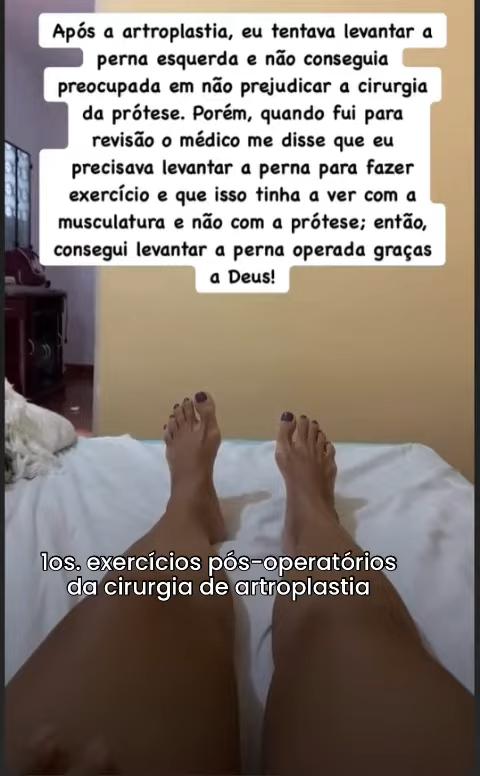 Após a artroplastia, eu tentava levantar a
perna esquerda e não conseguia
preocupada em não prejudicar a cirurgia
da prótese. Porém, quando fui para
revisão o médico me disse que eu
precisava levantar a perna para fazer
exercício e que isso tinha a ver com a
musculatura e não com a prótese; então,
consegui levantar a perna operada graças
a Deus!
1os. exercícios pós-operatórios
da cirurgia de artroplastia